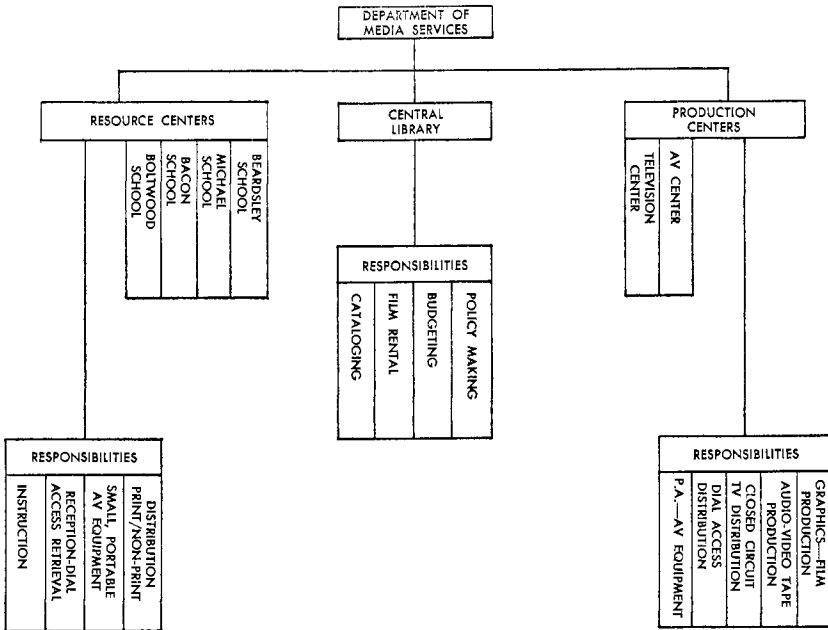 DEPARTMENT OF
MEDIA SERVICES
RESOURCE CENTERS
BEARDSLEY
SCHOOL
MICHAEL
SCHOOL
BACON
SCHOOL
BOLTWOOD
SCHOOL
CENTRAL
LIBRARY
PRODUCTION
CENTERS
AV CENTER
TELEVISION
CENTER
RESPONSIBILITIES
POLICY MAKING
BUDGETING
FILM RENTAL
CATALOGING
RESPONSIBILITIES
DISTRIBUTION
PRINT/NON-PRINT
SMALL, PORTABLE
AV EQUIPMENT
RECEPTION-DIAL
ACCESS RETRIEVAL
INSTRUCTION
RESPONSIBILITIES
GRAPHICS—FILM
PRODUCTION
AUDIO-VIDEO TAPE
PRODUCTION
CLOSED CIRCUIT
TV DISTRIBUTION
DIAL ACCESS
DISTRIBUTION
P.A.—AV EQUIPMENT